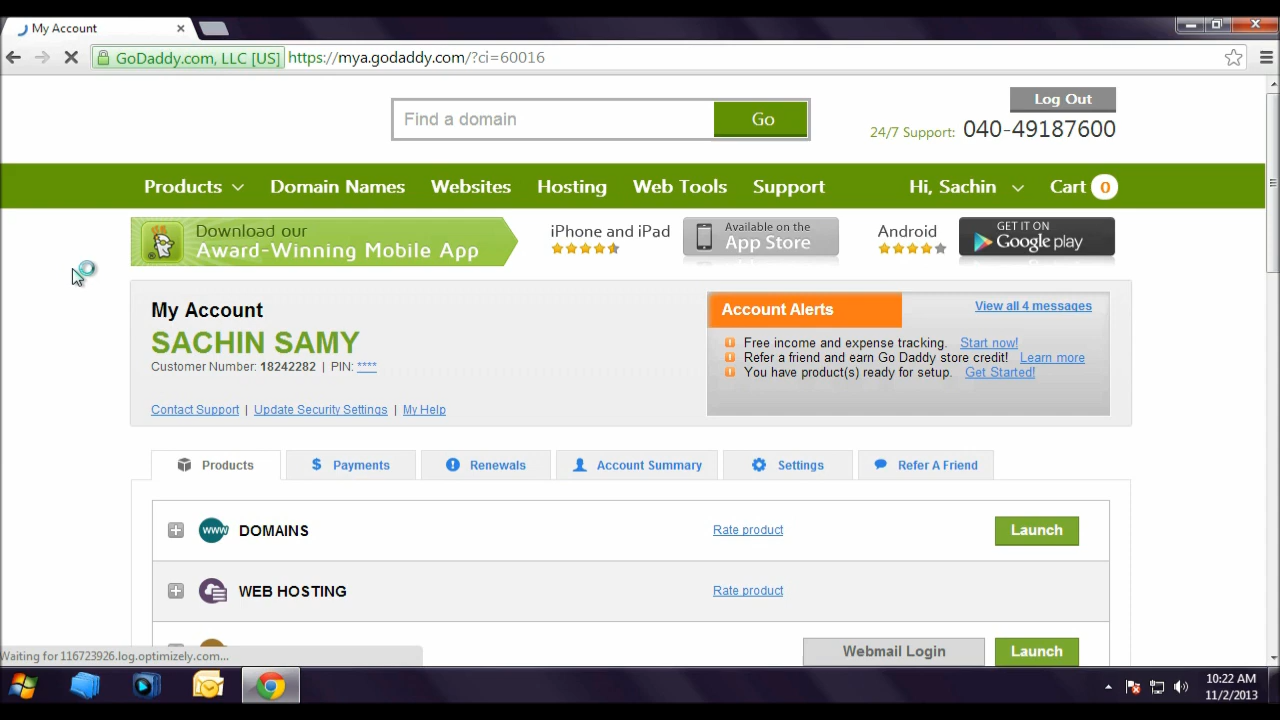 My Account
GoDaddy.com, LLC [US] https://mya.godaddy.com/?ci=60016
Log Out
Find a domain Go
24/7 Support: 040-49187600
Products Domain Names Websites Hosting Web Tools Support Hi, Sachin Cart 0
Download our
Award-Winning Mobile App
iPhone and iPad
Available on the
App Store
Android
GET IT ON
Google play
My Account
SACHIN SAMY
Customer Number: 18242282 | PIN: ****
Contact Support | Update Security Settings | My Help
Account Alerts View all 4 messages
Free income and expense tracking. Start now!
Refer a friend and earn Go Daddy store credit! Learn more
You have product(s) ready for setup. Get Started!
Products Payments Renewals Account Summary Settings Refer A Friend
www DOMAINS Rate product Launch
WEB HOSTING Rate product
Webmail Login Launch
Waiting for 116723926.log.optimizely.com...
10:22 AM
11/2/2013